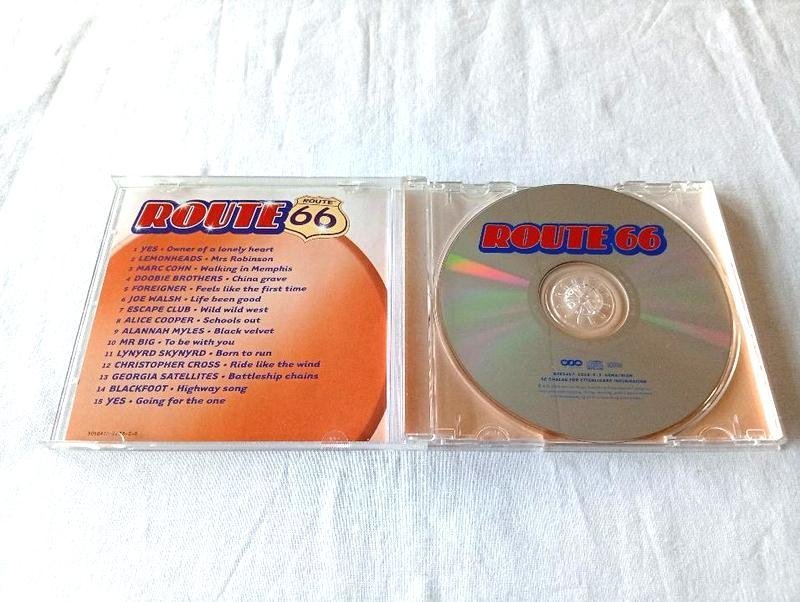 ROUTE
ROUTE
66
1 YES • Owner of a lonely heart
2 LEMONHEADS • Mrs Robinson
3 MARC COHN • Walking in Memphis
4 DOOBIE BROTHERS • China grave
5 FOREIGNER • Feels like the first time
6 JOE WALSH • Life been good
7 ESCAPE CLUB • Wild wild west
8 ALICE COOPER • Schools out
9 ALANNAH MYLES • Black velvet
10 MR BIG • To be with you
11 LYNYRD SKYNYRD • Born to run
12 CHRISTOPHER CROSS • Ride like the wind
13 GEORGIA SATELLITES • Battleship chains
14 BLACKFOOT • Highway song
15 YES • Going for the one
ROUTE 66